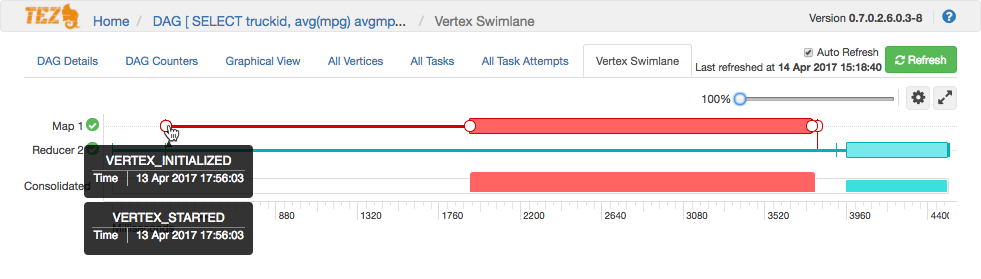 TEZ Home / DAG [ SELECT truckid, avg(mpg) avgmp... / Vertex Swimlane Version 0.7.0.2.6.0.3-8 ?
DAG Details DAG Counters Graphical View All Vertices All Tasks All Task Attempts Vertex Swimlane Auto Refresh Refresh
Last refreshed at 14 Apr 2017 15:18:40
100%
Map 1
Reducer 2
VERTEX_INITIALIZED
Time 13 Apr 2017 17:56:03
Consolidated
VERTEX_STARTED
880 1320 1760 2200 2640 3080 3520 3960 4400
Time 13 Apr 2017 17:56:03